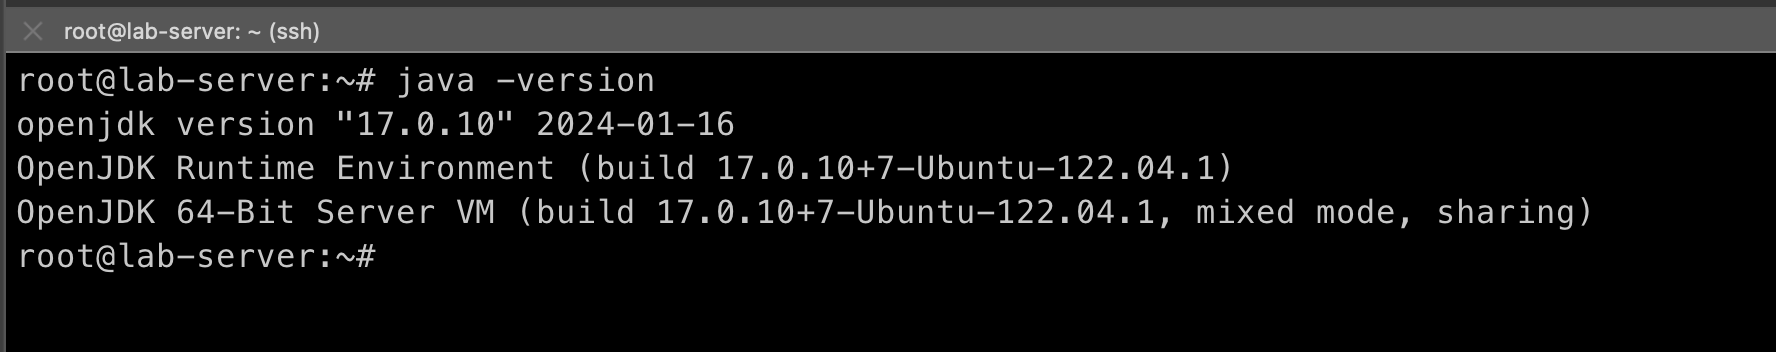 root@lab-server: ~ (ssh)
root@lab-server:~# java -version
openjdk version "17.0.10" 2024-01-16
OpenJDK Runtime Environment (build 17.0.10+7-Ubuntu-122.04.1)
OpenJDK 64-Bit Server VM (build 17.0.10+7-Ubuntu-122.04.1, mixed mode, sharing)
root@lab-server:~#